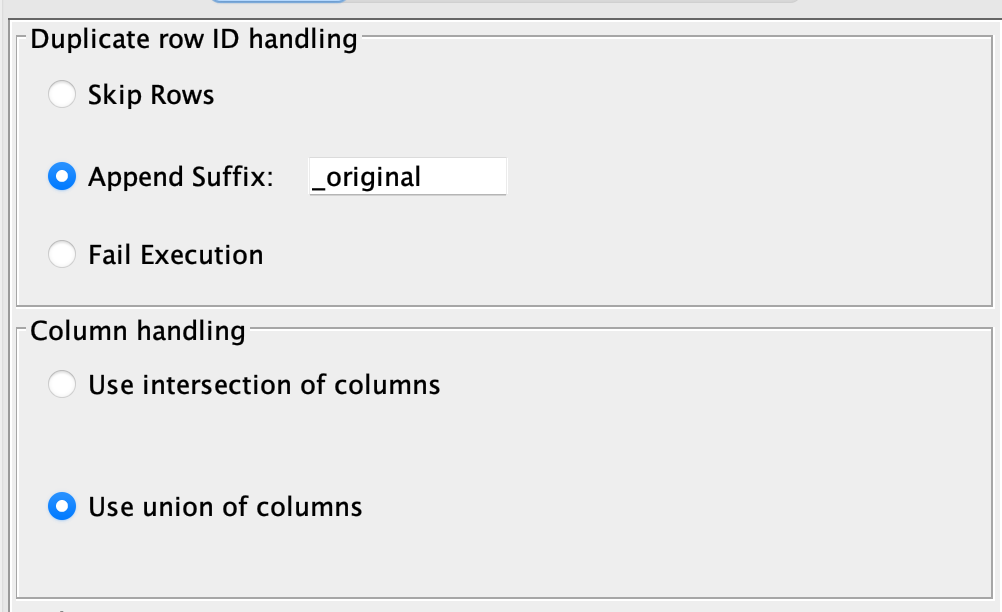 Duplicate row ID handling
Skip Rows
Append Suffix: _original
Fail Execution
Column handling
Use intersection of columns
Use union of columns